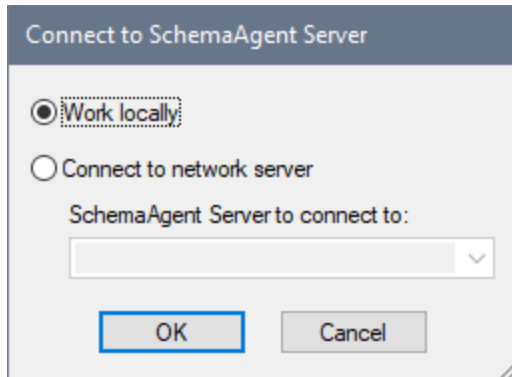 Connect to SchemaAgent Server
Work locally
Connect to network server
SchemaAgent Server to connect to:
OK Cancel